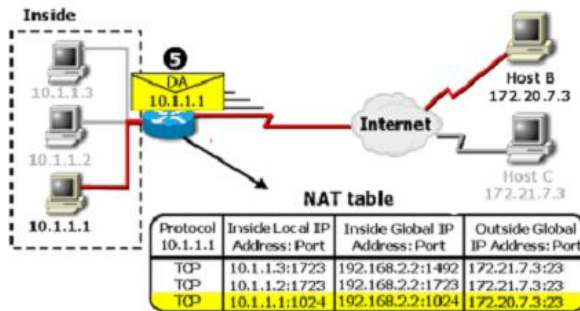 Inside
5
DA
10.1.1.1
10.1.1.3
10.1.1.2
10.1.1.1
Internet
Host B
172.20.7.3
Host C
172.21.7.3
NAT table
Protocol Inside Local IP Inside Global IP Outside Global
10.1.1.1 Address: Port Address: Port IP Address: Port
TCP 10.1.1.3:1723 192.168.2.2:1492 172.21.7.3:23
TCP 10.1.1.2:1723 192.168.2.2:1723 172.21.7.3:23
TCP 10.1.1.1:1024 192.168.2.2:1024 172.20.7.3:23